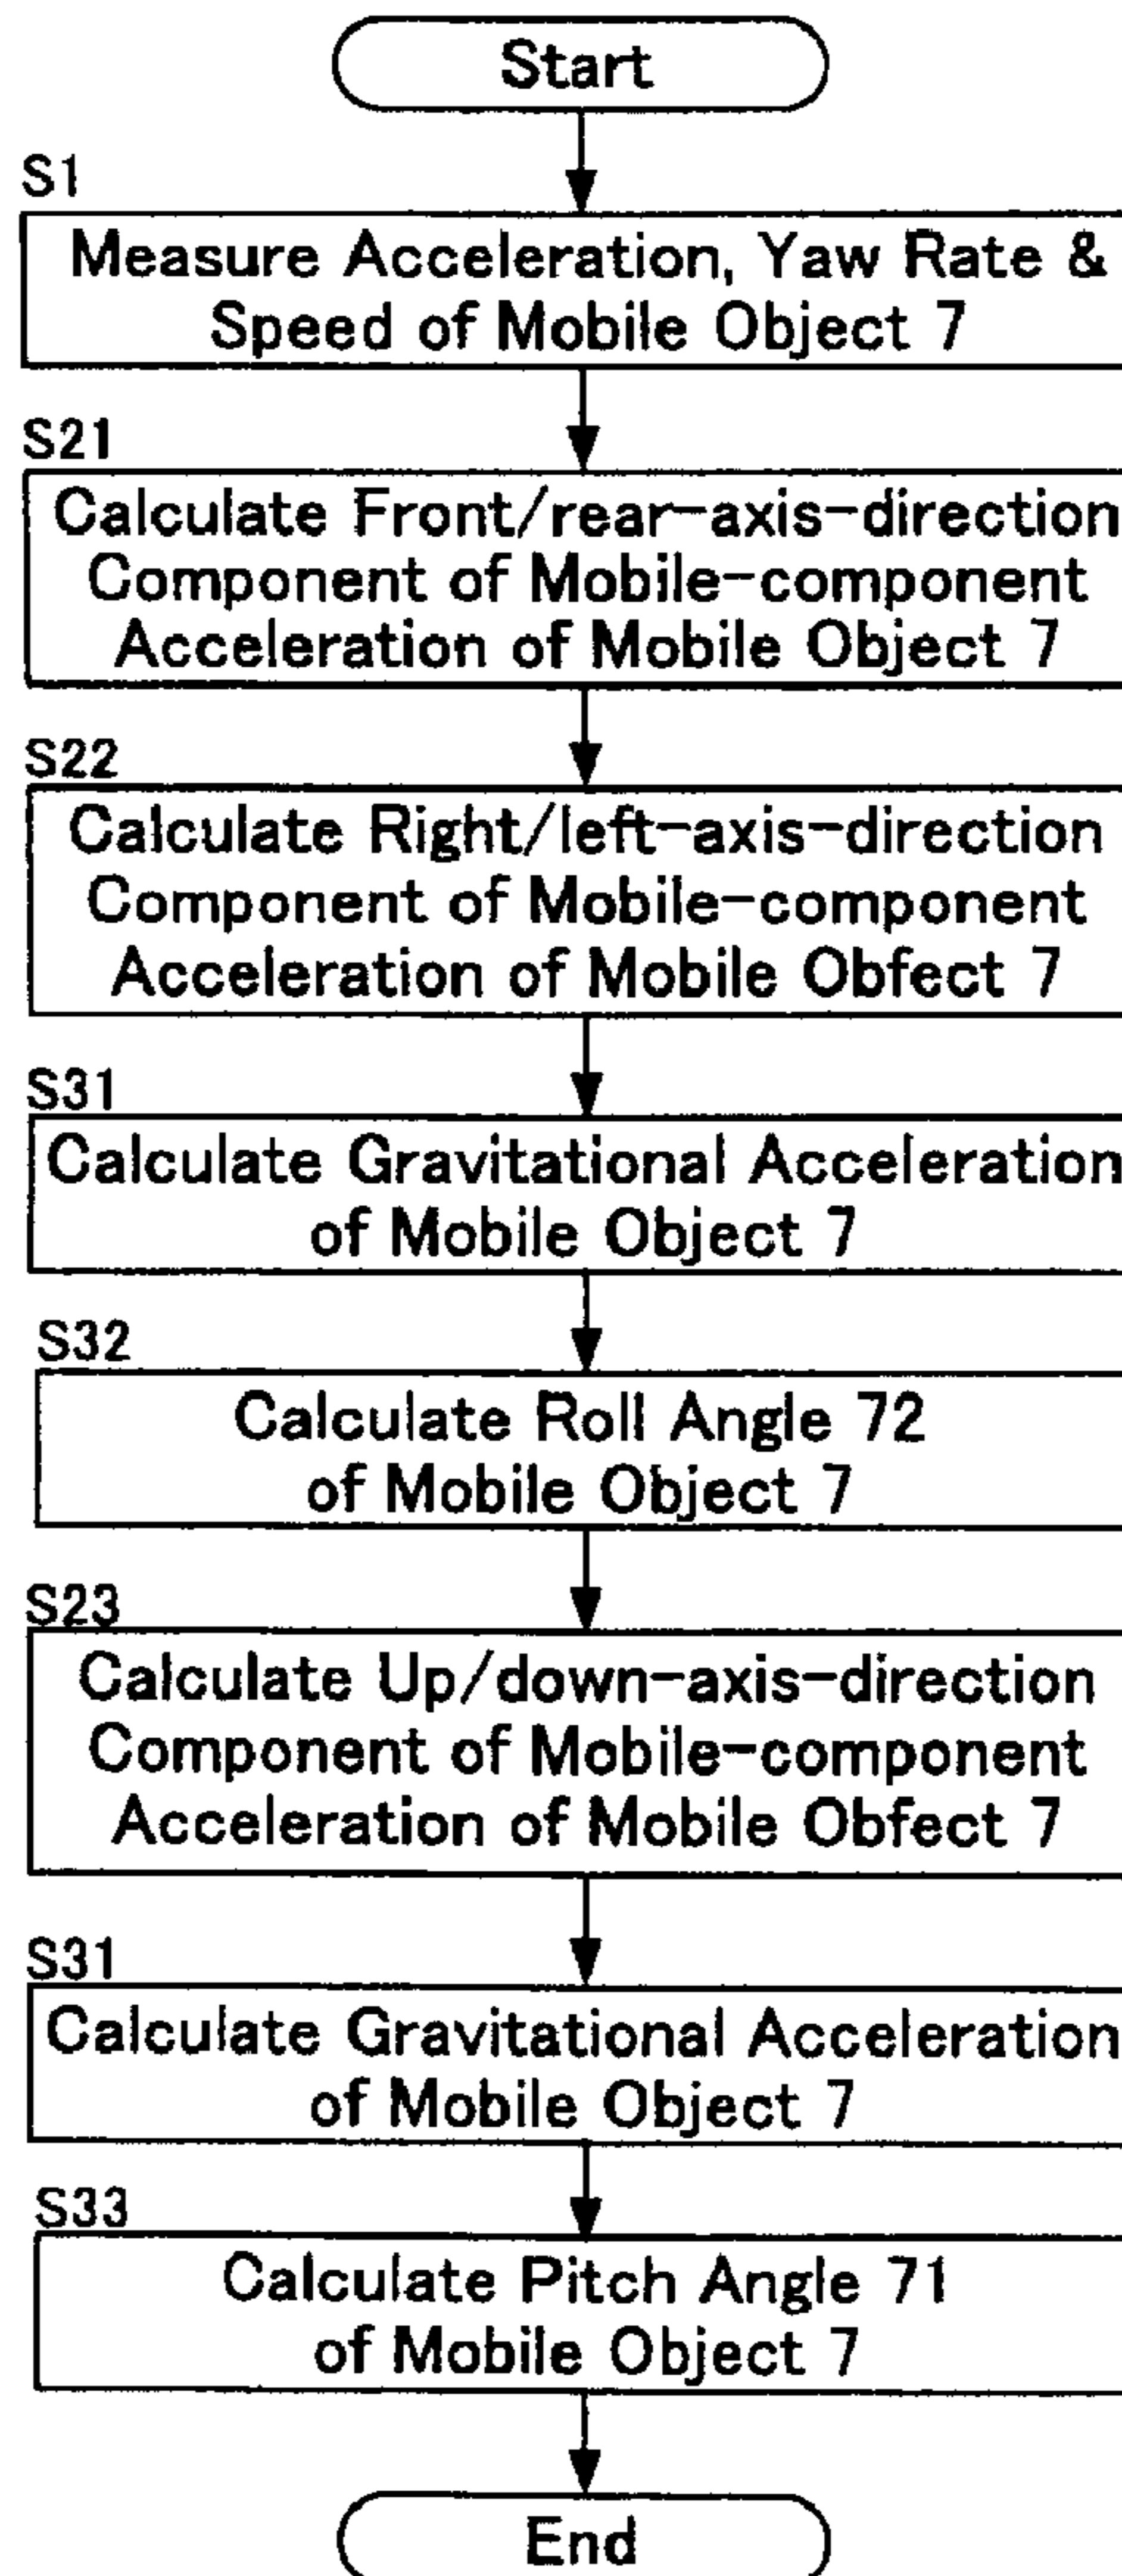 Start
S1
Measure Acceleration, Yaw Rate &
Speed of Mobile Object 7
S21
Calculate Front/rear-axis-direction
Component of Mobile-component
Acceleration of Mobile Object 7
S22
Calculate Right/left-axis-direction
Component of Mobile-component
Acceleration of Mobile Obfect 7
S31
Calculate Gravitational Acceleration
of Mobile Object 7
S32
Calculate Roll Angle 72
of Mobile Object 7
S23
Calculate Up/down-axis-direction
Component of Mobile-component
Acceleration of Mobile Obfect 7
S31
Calculate Gravitational Acceleration
of Mobile Object 7
S33
Calculate Pitch Angle 71
of Mobile Object 7
End